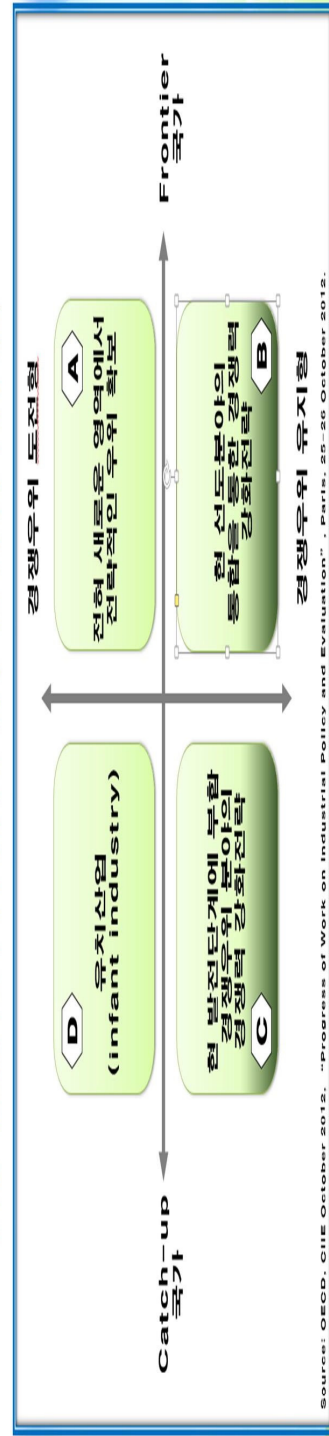 경쟁우위 도전형
D
유치산업
(infant industry)
A
전혀 새로운 영역에서
전략적인 우위 확보
Catch-up
국가
Frontier
국가
현 발전단계에 부합
경쟁우위 분야의
경쟁력 강화전략
C
현 선도분야의
통합을 통한 경쟁력
강화전략
B
경쟁우위 유지형
Source: OECD. CIIE October 2012. "Progress of Work on Industrial Policy and Evaluation" , Paris, 25-26 October 2012.